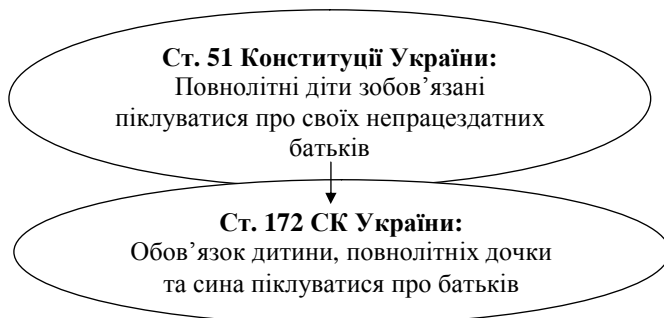 Ст. 51 Конституції України:
Повнолітні діти зобов’язані
піклуватися про своїх непрацездатних
батьків
Ст. 172 СК України:
Обов’язок дитини, повнолітніх дочки
та сина піклуватися про батьків